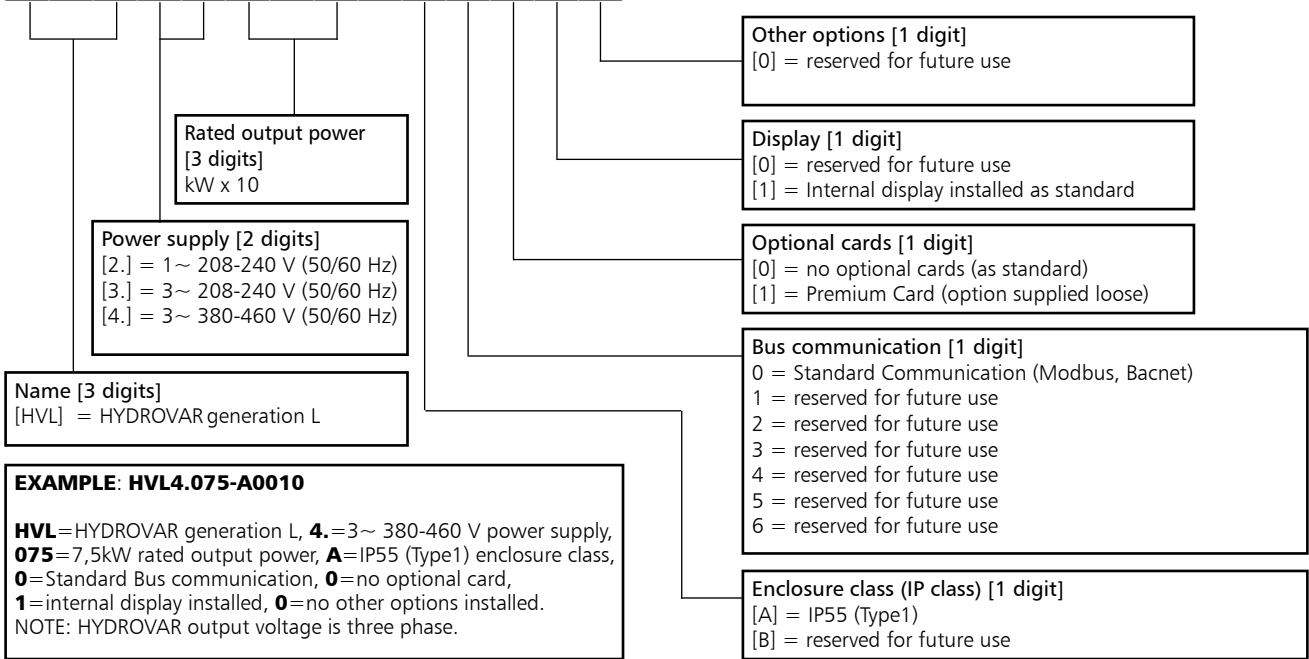 Other options [1 digit]
[0] = reserved for future use
Rated output power
[3 digits]
kW x 10
Display [1 digit]
[0] = reserved for future use
[1] = Internal display installed as standard
Power supply [2 digits]
[2.] = 1~ 208-240 V (50/60 Hz)
[3.] = 3~ 208-240 V (50/60 Hz)
[4.] = 3~ 380-460 V (50/60 Hz)
Optional cards [1 digit]
[0] = no optional cards (as standard)
[1] = Premium Card (option supplied loose)
Name [3 digits]
[HVL] = HYDROVAR generation L
Bus communication [1 digit]
0 = Standard Communication (Modbus, Bacnet)
1 = reserved for future use
2 = reserved for future use
3 = reserved for future use
4 = reserved for future use
5 = reserved for future use
6 = reserved for future use
EXAMPLE: HVL4.075-A0010
HVL=HYDROVAR generation L, 4.=3~ 380-460 V power supply,
075=7,5kW rated output power, A=IP55 (Type1) enclosure class,
0=Standard Bus communication, 0=no optional card,
1=internal display installed, 0=no other options installed.
NOTE: HYDROVAR output voltage is three phase.
Enclosure class (IP class) [1 digit]
[A] = IP55 (Type1)
[B] = reserved for future use